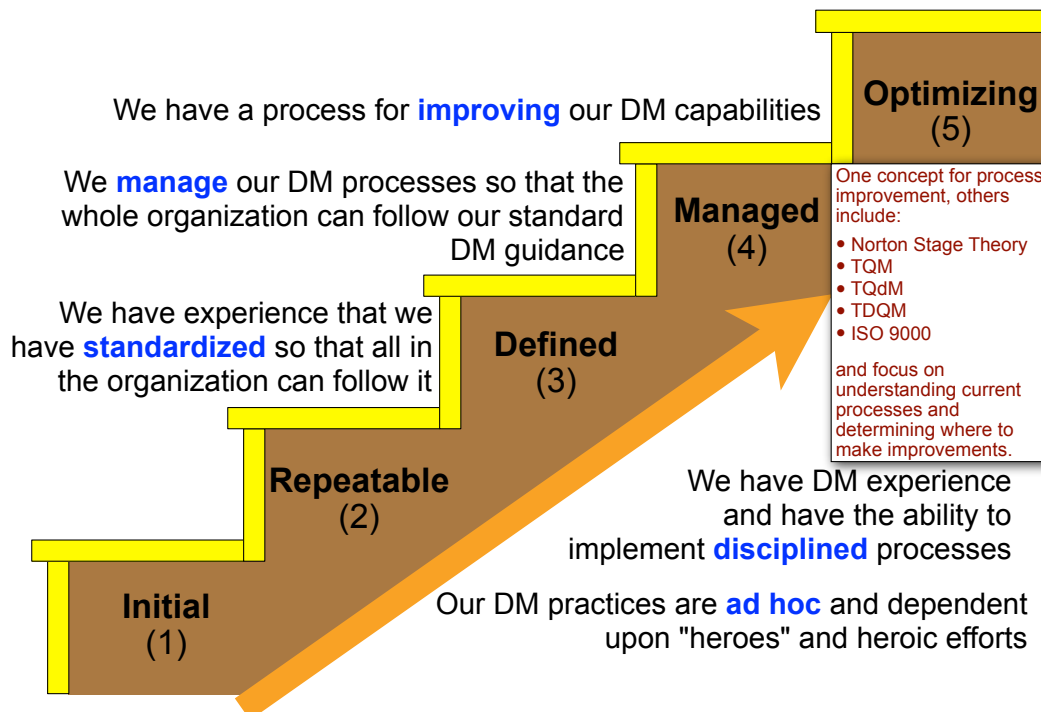 We have a process for improving our DM capabilities
Optimizing
(5)
We manage our DM processes so that the
whole organization can follow our standard
DM guidance
Managed
(4)
One concept for process
improvement, others
include:
• Norton Stage Theory
• TQM
• TQdM
• TDQM
• ISO 9000
and focus on
understanding current
processes and
determining where to
make improvements.
We have experience that we
have standardized so that all in
the organization can follow it
Defined
(3)
Repeatable
(2)
We have DM experience
and have the ability to
implement disciplined processes
Initial
(1)
Our DM practices are ad hoc and dependent
upon "heroes" and heroic efforts